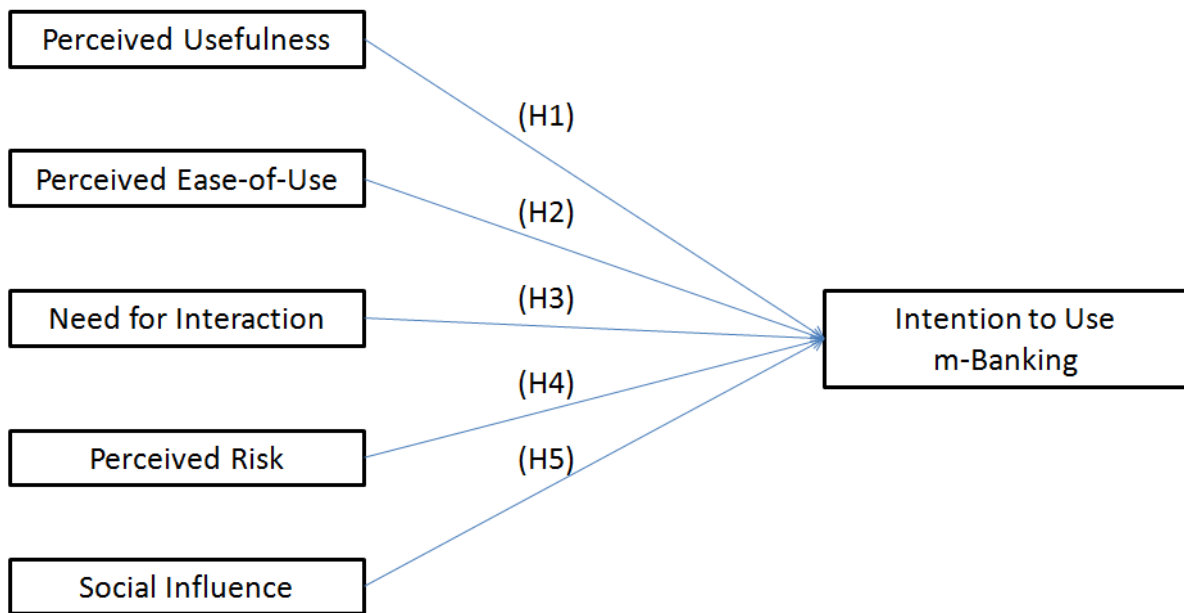 Perceived Usefulness
(H1)
Perceived Ease-of-Use
(H2)
Need for Interaction
(H3)
Intention to Use
m-Banking
(H4)
Perceived Risk
(H5)
Social Influence